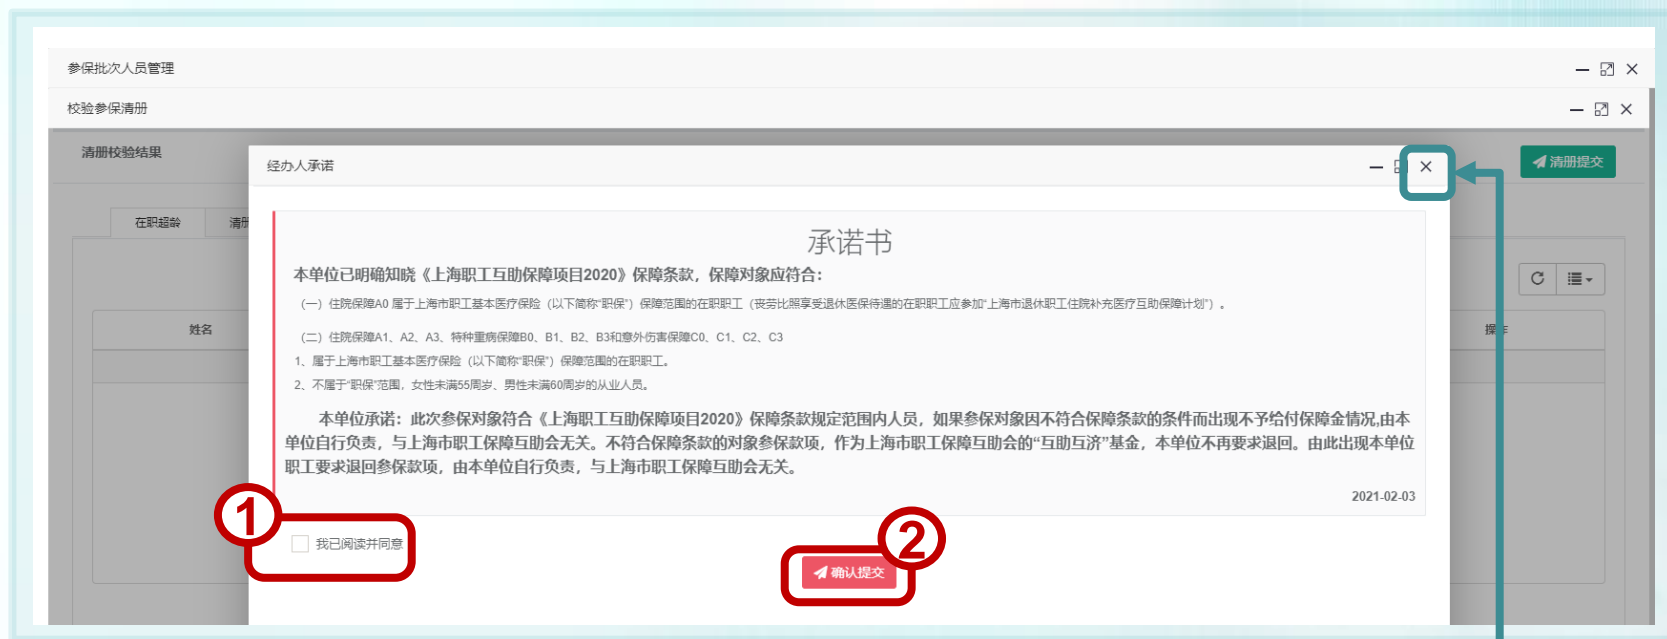 参保批次人员管理
校验参保清册
清册校验结果
经办人承诺
清册提交
在职超龄
承诺书
本单位已明确知晓《上海职工互助保障项目2020》保障条款，保障对象应符合：
（一）住院保障A0 属于上海市职工基本医疗保险（以下简称“职保”）保障范围的在职职工（丧劳比照享受退休医保待遇的在职职工应参加“上海市退休职工住院补充医疗互助保障计划”）。
姓名
操作
（二）住院保障A1、A2、A3、特种重病保障B0、B1、B2、B3和意外伤害保障C0、C1、C2、C3
1、属于上海市职工基本医疗保险（以下简称“职保”）保障范围的在职职工。
2、不属于“职保”范围，女性未满55周岁、男性未满60周岁的从业人员。
本单位承诺：此次参保对象符合《上海职工互助保障项目2020》保障条款规定范围内人员，如果参保对象因不符合保障条款的条件而出现不予给付保障金情况,由本
单位自行负责，与上海市职工保障互助会无关。不符合保障条款的对象参保款项，作为上海市职工保障互助会的“互助互济”基金，本单位不再要求退回。由此出现本单位
职工要求退回参保款项，由本单位自行负责，与上海市职工保障互助会无关。
2021-02-03
1
我已阅读并同意
2
确认提交